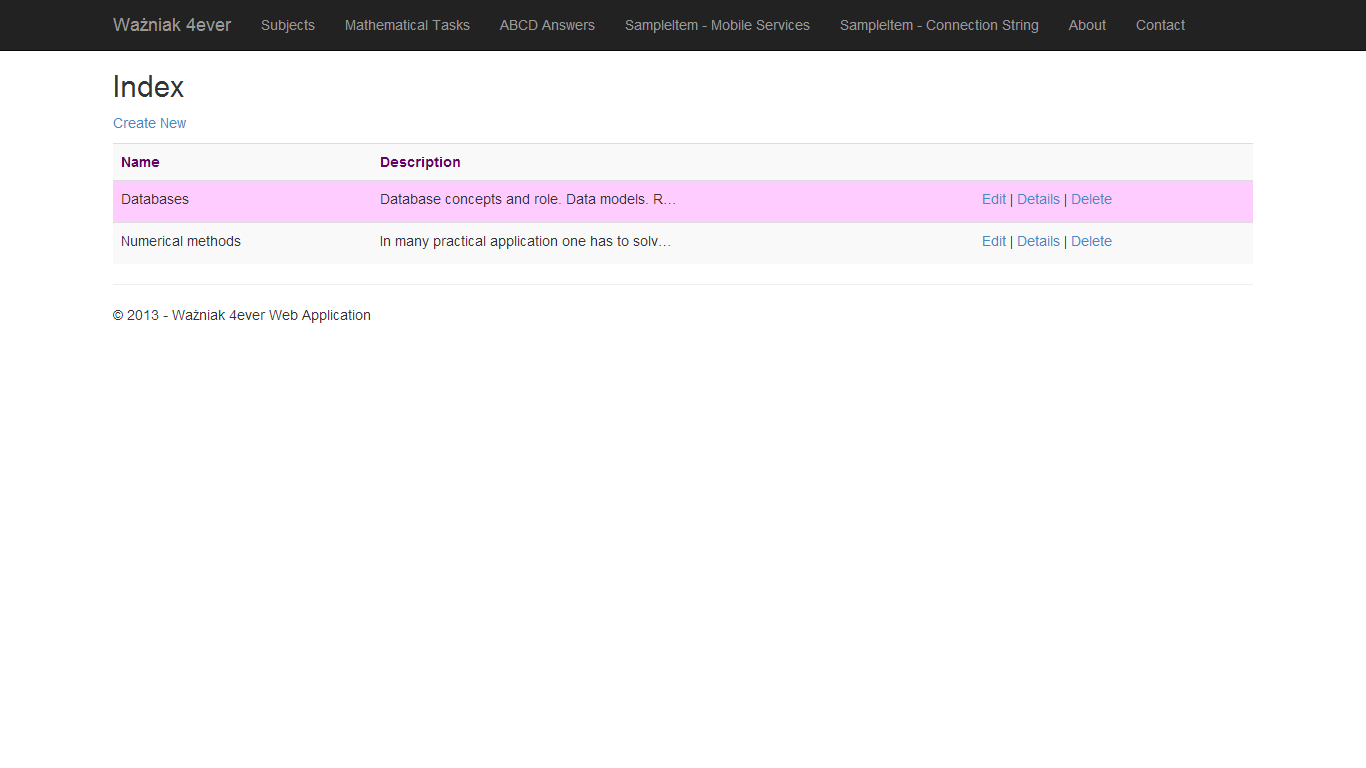 Ważniak 4ever Subjects Mathematical Tasks ABCD Answers SampleItem - Mobile Services SampleItem - Connection String About Contact
Index
Create New
Name Description
Databases Database concepts and role. Data models. R... Edit | Details | Delete
Numerical methods In many practical application one has to solv... Edit | Details | Delete
© 2013 - Ważniak 4ever Web Application